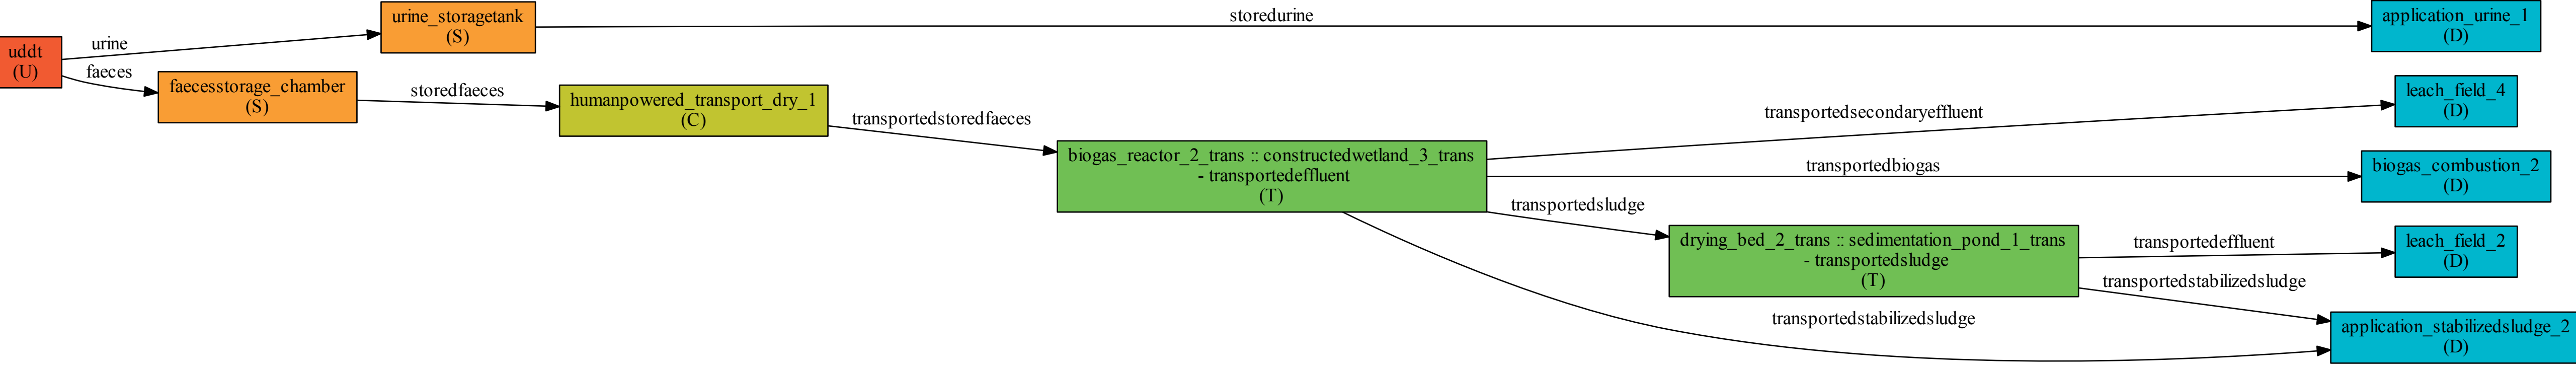 uddt
(U)
urine
faeces
urine_storagetank
(S)
faecesstorage_chamber
(S)
storedurine
storedfaeces
humanpowered_transport_dry_1
(C)
transportedstoredfaeces
biogas_reactor_2_trans :: constructedwetland_3_trans
- transportedeffluent
(T)
transportedsecondaryeffluent
transportedbiogas
transportedsludge
drying_bed_2_trans :: sedimentation_pond_1_trans
- transportedsludge
(T)
transportedeffluent
transportedstabilizedsludge
transportedstabilizedsludge
application_urine_1
(D)
leach_field_4
(D)
biogas_combustion_2
(D)
leach_field_2
(D)
application_stabilizedsludge_2
(D)